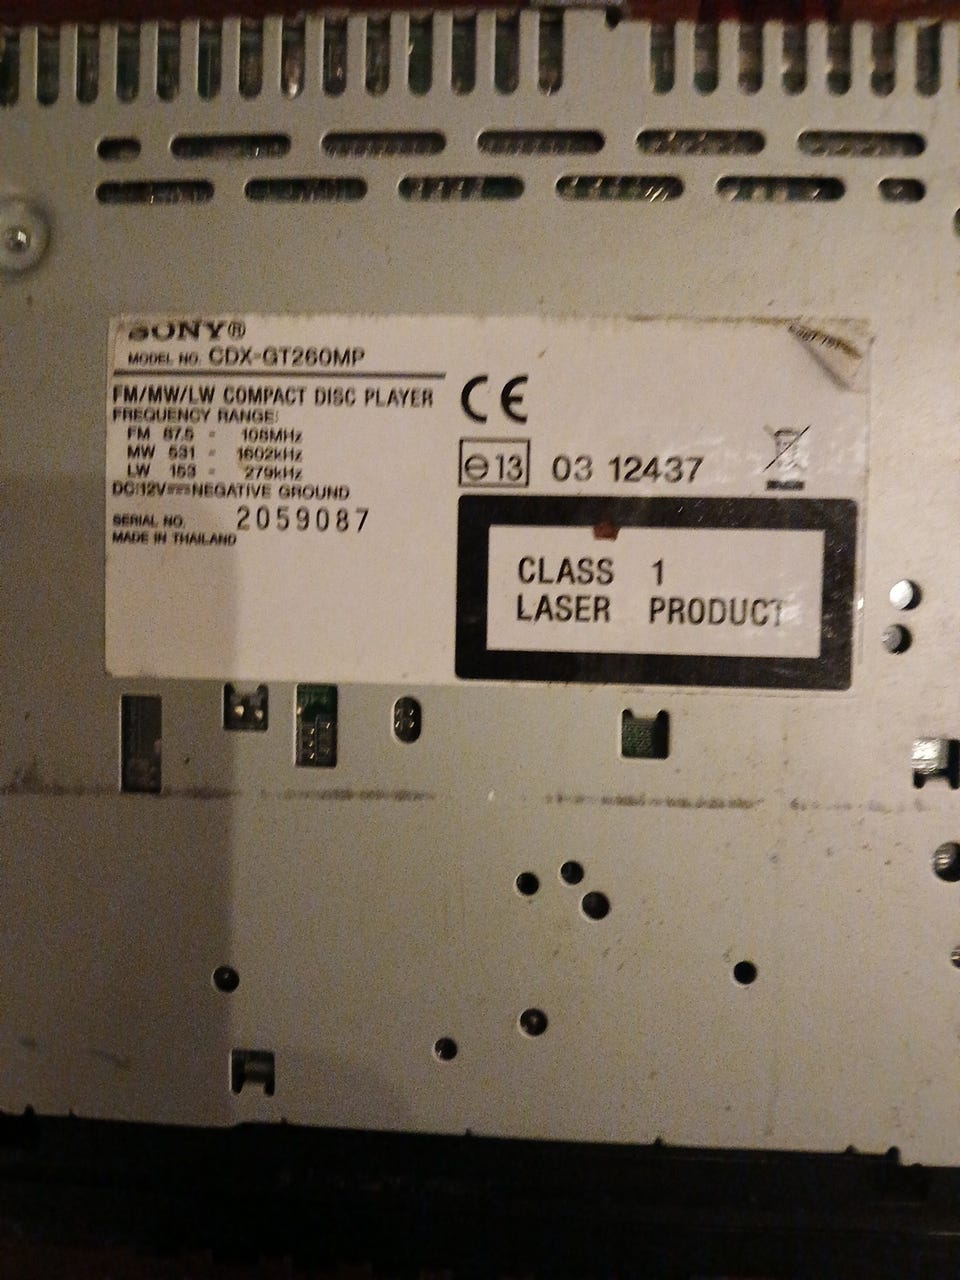 SONY®
MODEL NO. CDX-GT260MP
FM/MW/LW COMPACT DISC PLAYER
FREQUENCY RANGE:
FM 87.5 - 108MHz
MW 531 - 1602kHz
LW 153 - 279kHz
DC 12V⎓NEGATIVE GROUND
SERIAL NO. 2059087
MADE IN THAILAND
CE
e13 03 12437
CLASS 1
LASER PRODUCT